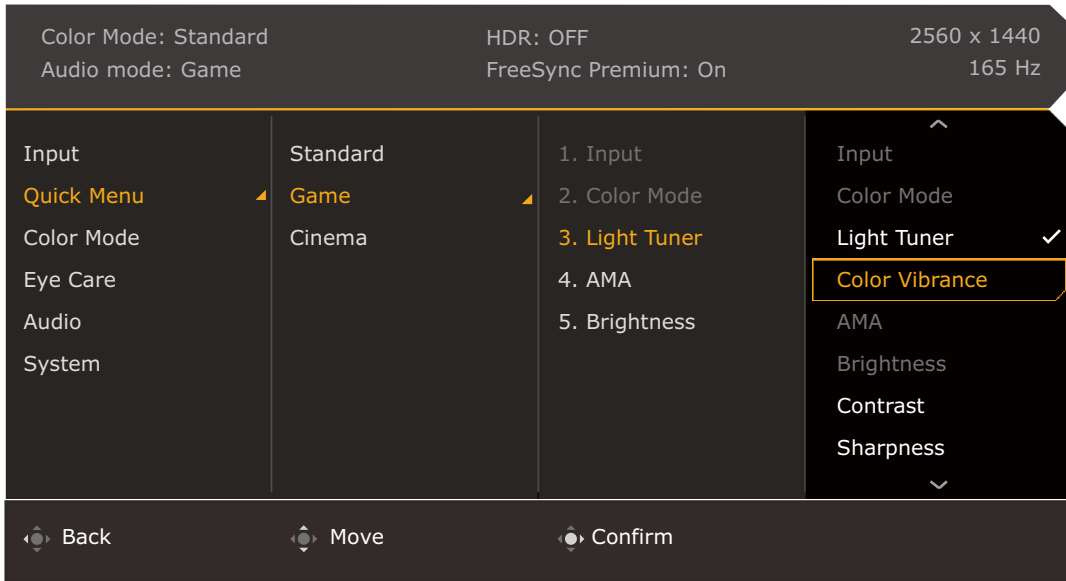 Color Mode: Standard
HDR: OFF
2560 x 1440
Audio mode: Game
FreeSync Premium: On
165 Hz
Input
Quick Menu
Color Mode
Eye Care
Audio
System
Standard
Game
Cinema
1. Input
2. Color Mode
3. Light Tuner
4. AMA
5. Brightness
Input
Color Mode
Light Tuner
Color Vibrance
AMA
Brightness
Contrast
Sharpness
Back
Move
Confirm